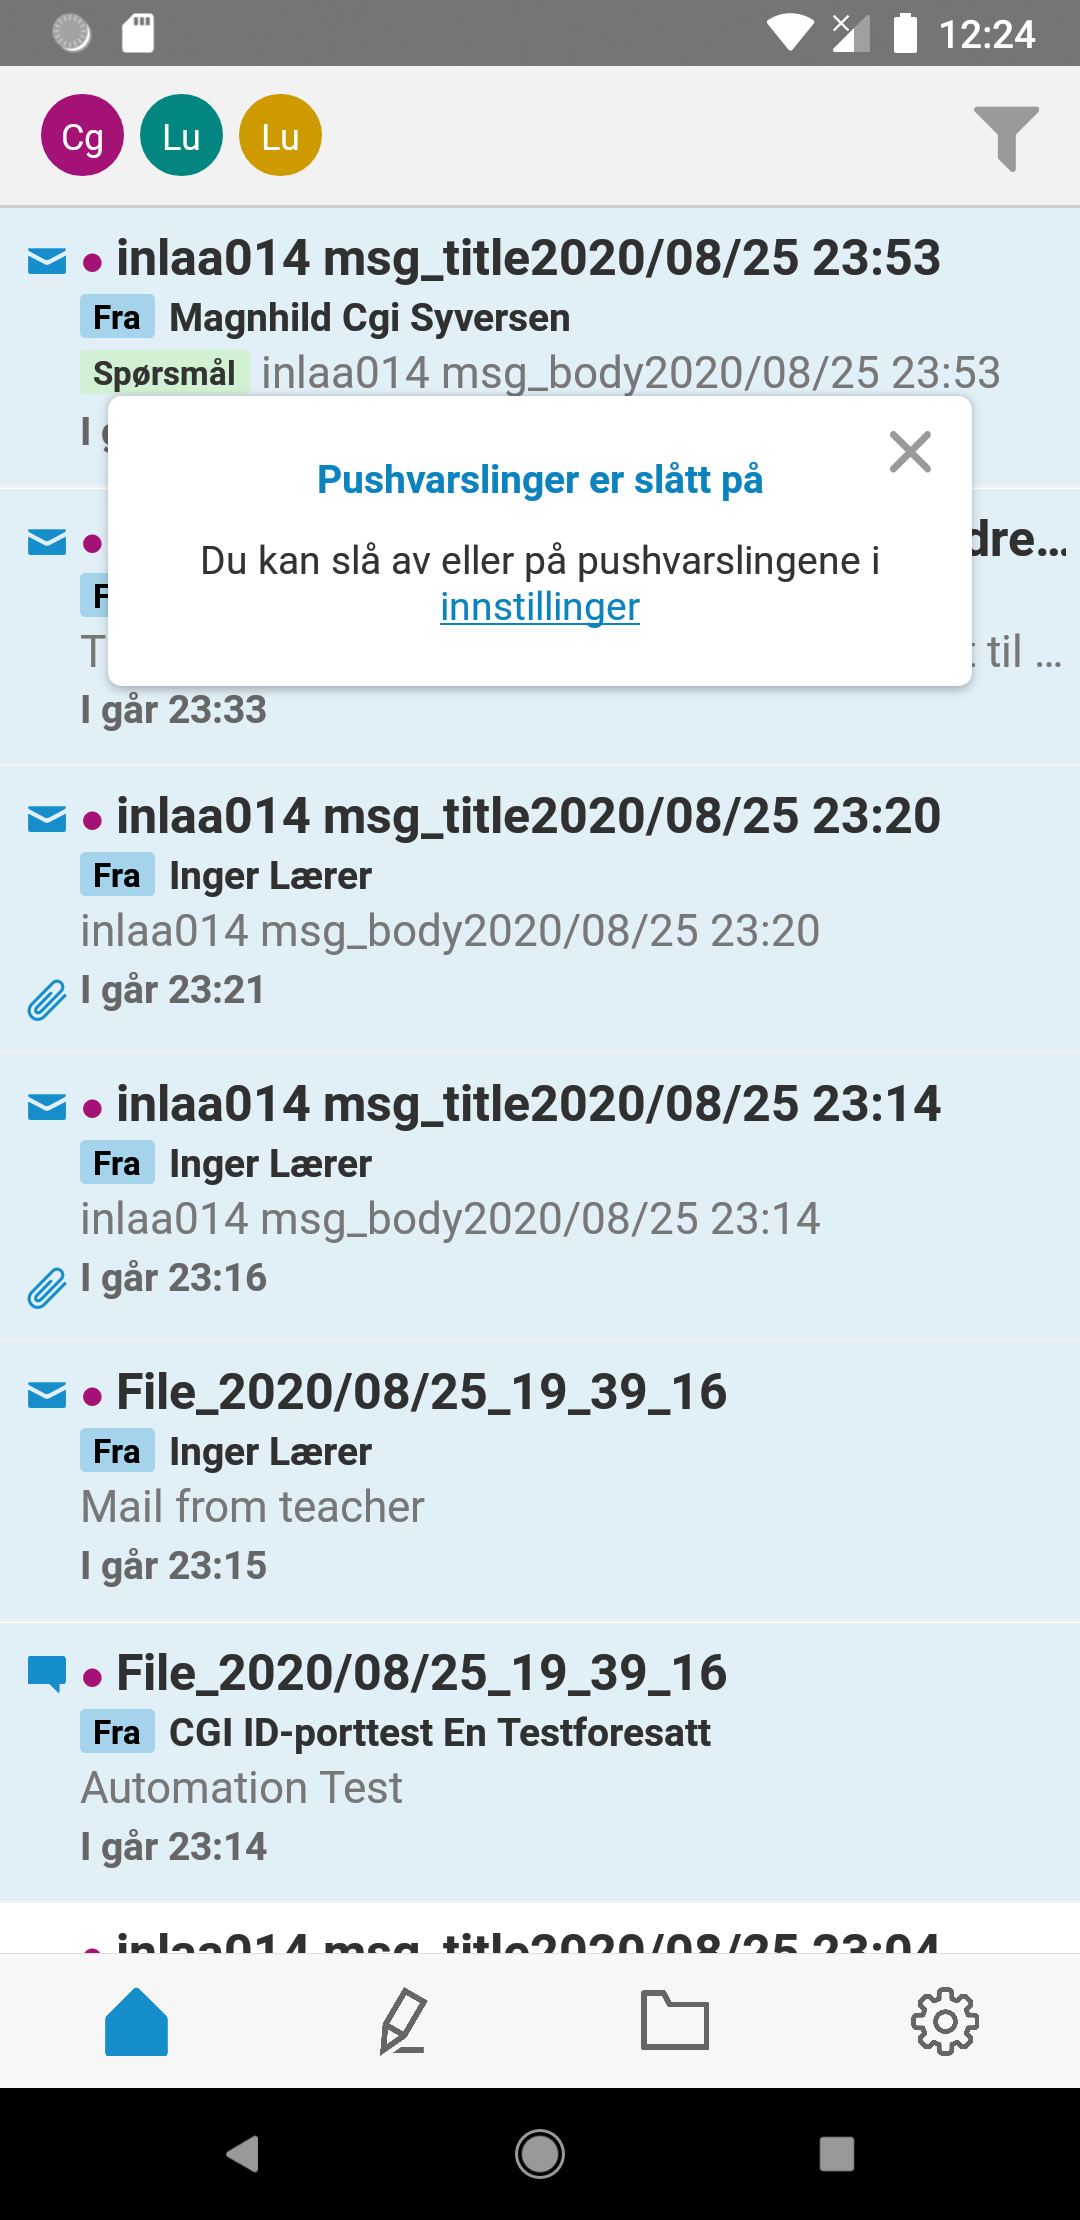 12:24
Cg Lu Lu
inlaa014 msg_title2020/08/25 23:53
Fra Magnhild Cgi Syversen
Spørsmål inlaa014 msg_body2020/08/25 23:53
I
Pushvarslinger er slått på
Du kan slå av eller på pushvarslingene i
innstillinger
dre...
til ...
I går 23:33
inlaa014 msg_title2020/08/25 23:20
Fra Inger Lærer
inlaa014 msg_body2020/08/25 23:20
I går 23:21
inlaa014 msg_title2020/08/25 23:14
Fra Inger Lærer
inlaa014 msg_body2020/08/25 23:14
I går 23:16
File_2020/08/25_19_39_16
Fra Inger Lærer
Mail from teacher
I går 23:15
File_2020/08/25_19_39_16
Fra CGI ID-porttest En Testforesatt
Automation Test
I går 23:14
inlaa014 msg_title2020/08/25 23:04